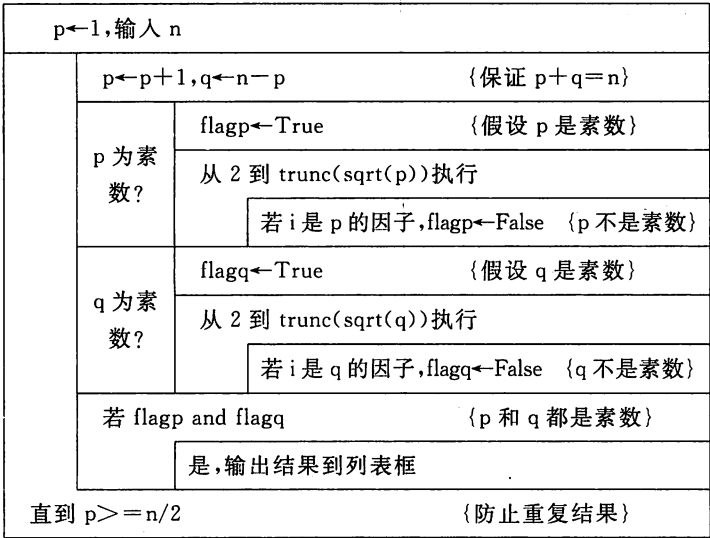 p←1,输入 n
p←p+1,q←n-p {保证 p+q=n}
p 为素数?
flagp←True {假设 p 是素数}
从 2 到 trunc(sqrt(p))执行
若 i 是 p 的因子,flagp←False {p 不是素数}
q 为素数?
flagq←True {假设 q 是素数}
从 2 到 trunc(sqrt(q))执行
若 i 是 q 的因子,flagq←False {q 不是素数}
若 flagp and flagq {p 和 q 都是素数}
是,输出结果到列表框
直到 p>=n/2 {防止重复结果}